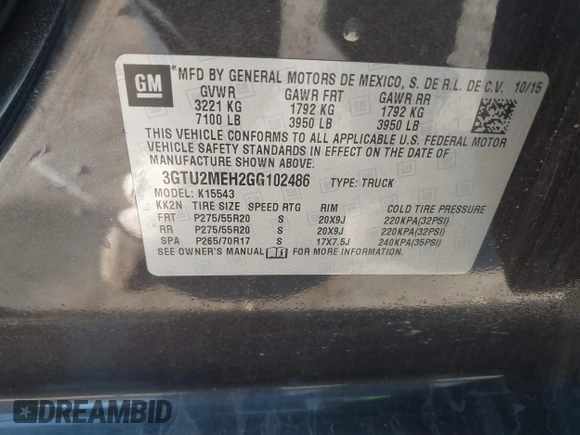 GM
*MFD BY GENERAL MOTORS DE MEXICO, S. DE R.L. DE C.V. 10/15
GVWR GAWR FRT GAWR RR
3221 KG 1792 KG 1792 KG
7100 LB 3950 LB 3950 LB
THIS VEHICLE CONFORMS TO ALL APPLICABLE U.S. FEDERAL MOTOR
VEHICLE SAFETY STANDARDS IN EFFECT ON THE DATE OF
MANUFACTURE SHOWN ABOVE.
3GTU2MEH2GG102486 TYPE: TRUCK
MODEL: K15543
KK2N TIRE SIZE SPEED RTG RIM COLD TIRE PRESSURE
FRT P275/55R20 S 20X9J 220KPA(32PSI)
RR P275/55R20 S 20X9J 220KPA(32PSI)
SPA P265/70R17 S 17X7.5J 240KPA(35PSI)
SEE OWNER'S MANUAL FOR MORE INFORMATION.
DREAMBID